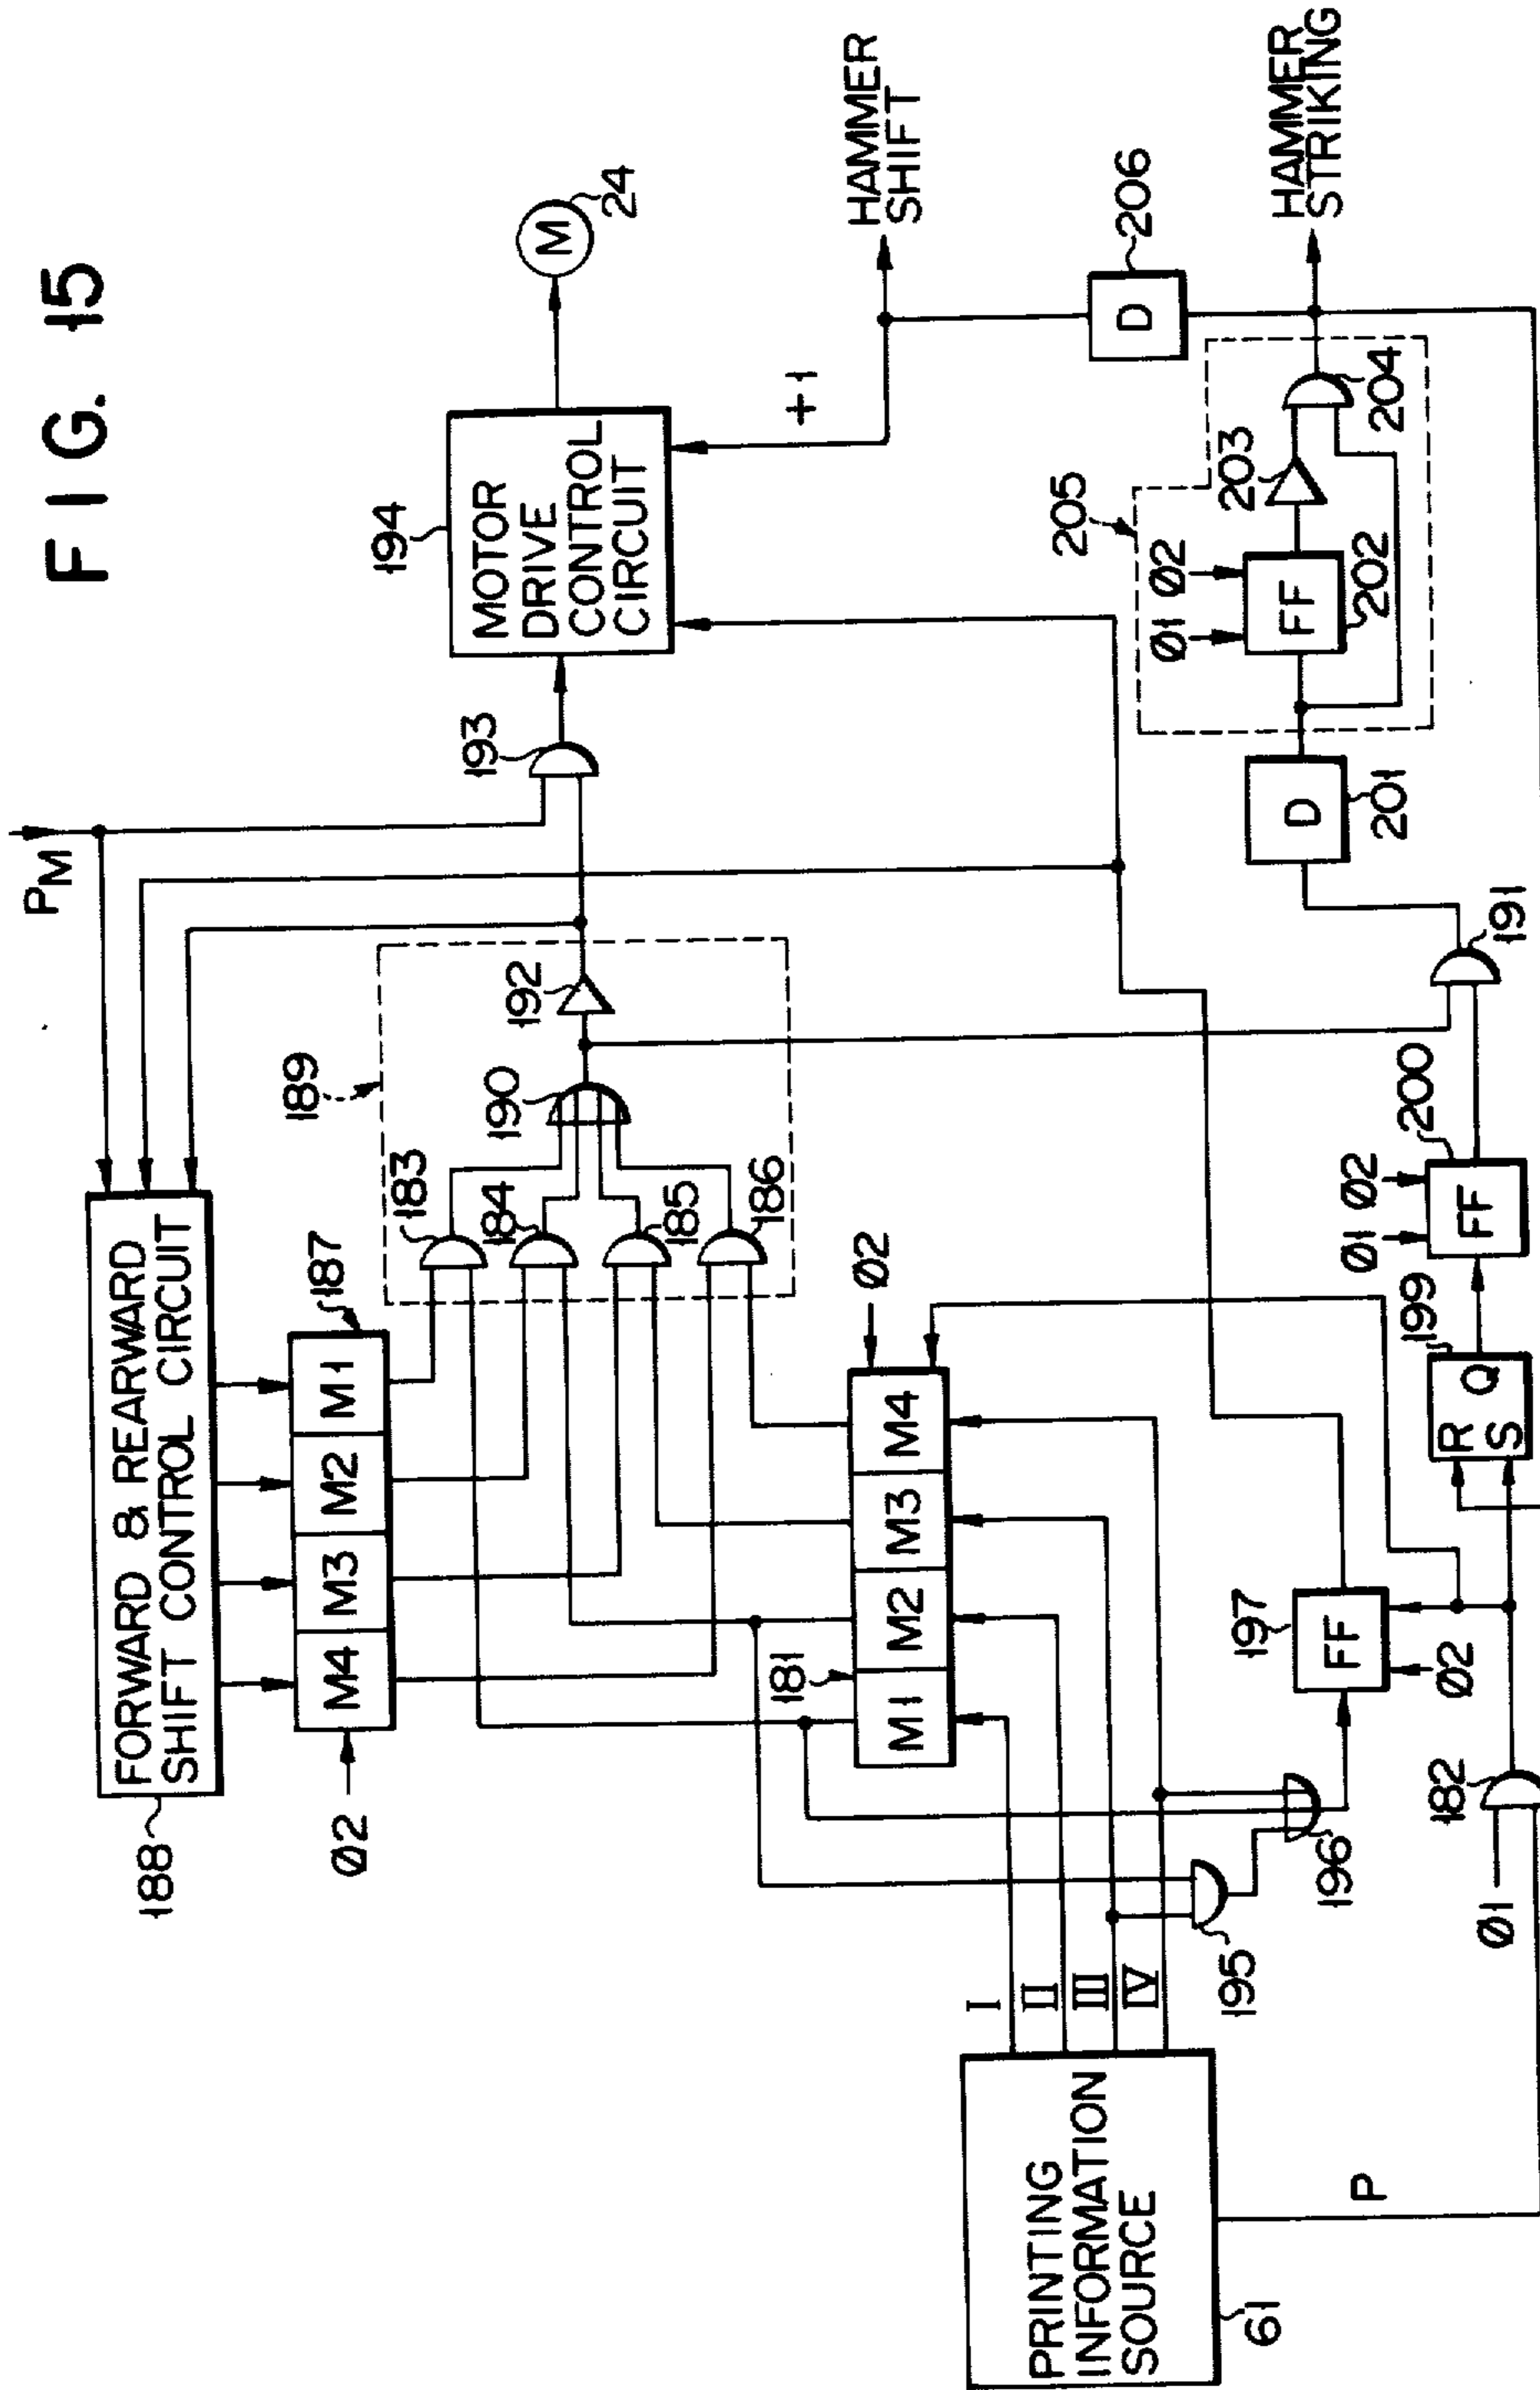 FIG. 15
PM
FORWARD & REARWARD
SHIFT CONTROL CIRCUIT
188
187
M4 M3 M2 M1
Ø2
189
183
184
185
186
190
192
193
194
MOTOR
DRIVE
CONTROL
CIRCUIT
M
24
+1
HAMMER
SHIFT
181
M1 M2 M3 M4
Ø2
I
II
III
IV
PRINTING
INFORMATION
SOURCE
61
P
195
196
197
FF
Ø2
Ø1
182
199
R
S
Q
Ø1 Ø2
FF
200
191
D
201
205
Ø1 Ø2
FF
202
203
204
D
206
HAMMER
STRIKING